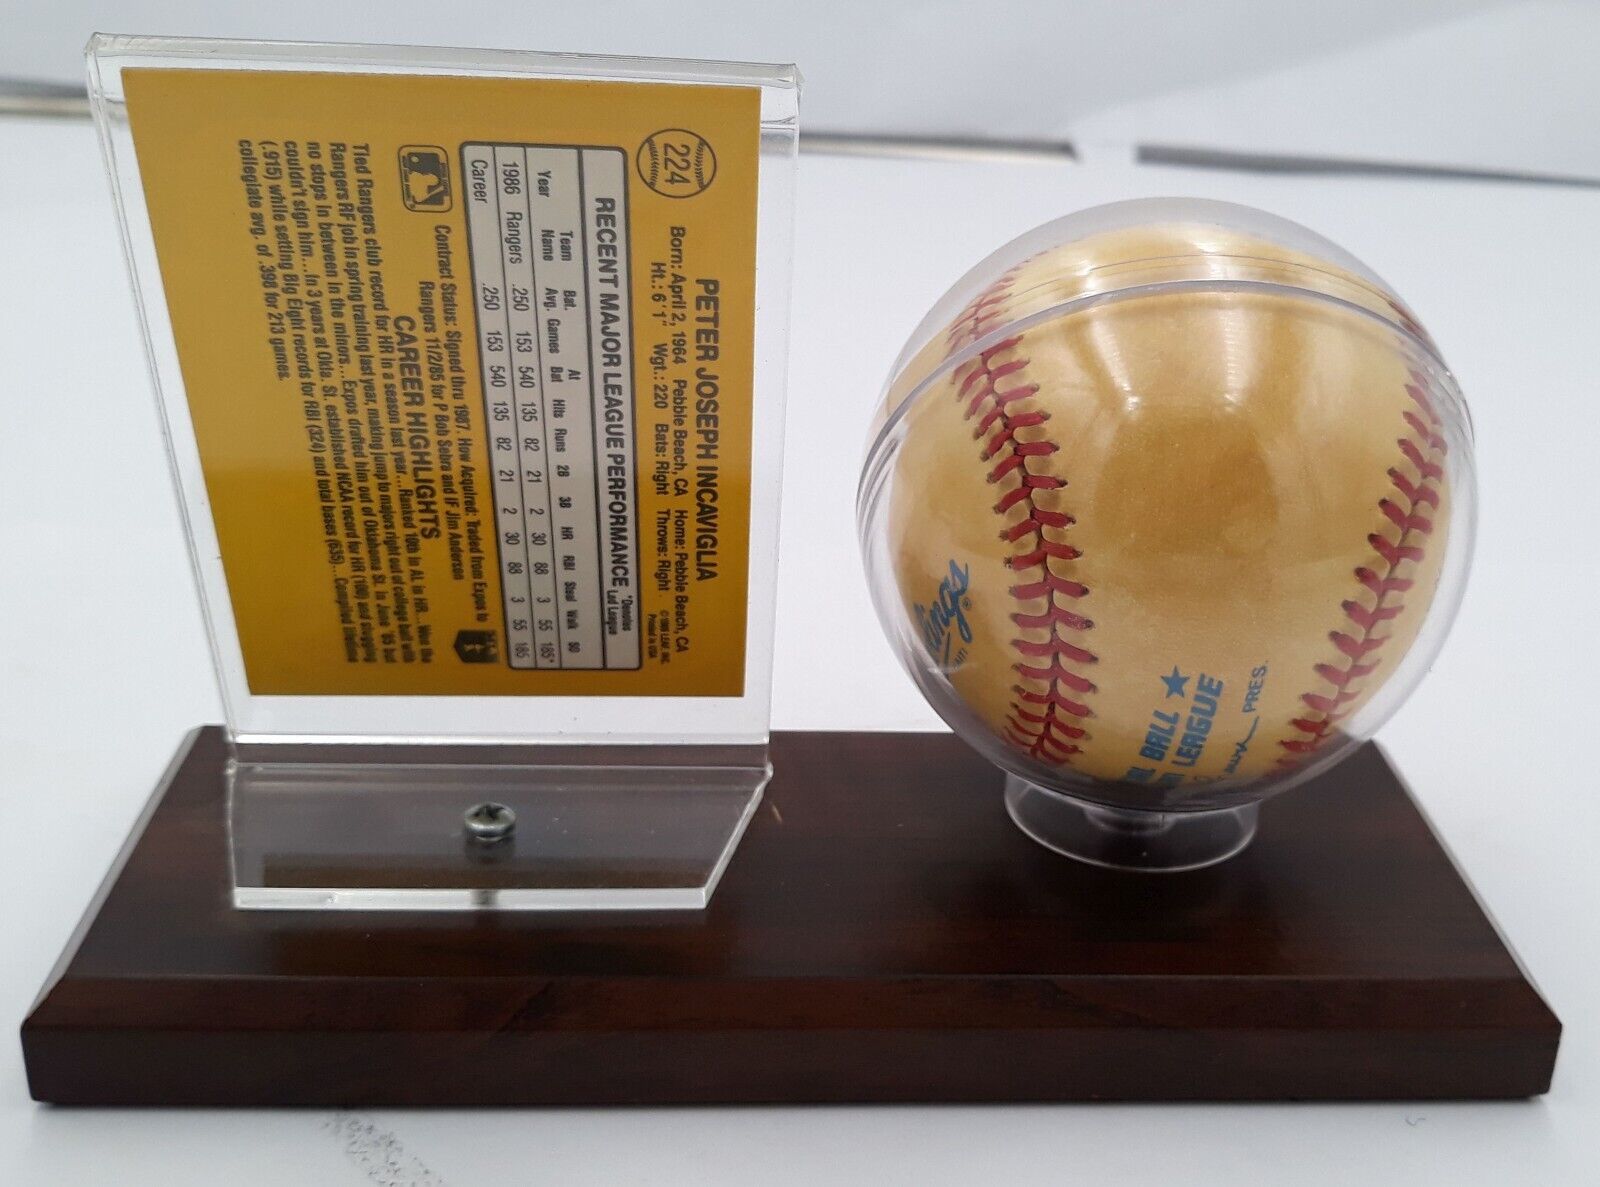 224
PETER JOSEPH INCAVIGLIA
Born: April 2, 1964 Pebble Beach, CA Home: Pebble Beach, CA
Ht.: 6'1" Wgt.: 220 Bats: Right Throws: Right
LEAF, INC.
Printed in USA
RECENT MAJOR LEAGUE PERFORMANCE
*Denotes
Led League
Year Team Name Bat. Avg. Games At Bat Hits Runs 2B 3B HR RBI Steal Walk SO
1986 Rangers .250 153 540 135 82 21 2 30 88 3 55 185*
Career .250 153 540 135 82 21 2 30 88 3 55 185
Contract Status: Signed thru 1987. How Acquired: Traded from Expos to
Rangers 11/2/85 for P Bob Sebra and IF Jim Anderson
CAREER HIGHLIGHTS
Tied Rangers club record for HR in a season last year...Ranked 10th in AL in HR...Won the
Rangers RF job in spring training last year, making jump to majors right out of college ball with
no stops in between in the minors...Expos drafted him out of Oklahoma St. in June '85 but
couldn't sign him...In 3 years at Okla. St. established NCAA record for HR (100) and slugging
(.915) while setting Big Eight records for RBI (324) and total bases (635)...Compiled lifetime
collegiate avg. of .398 for 213 games.
BALL
LEAGUE
PRES.